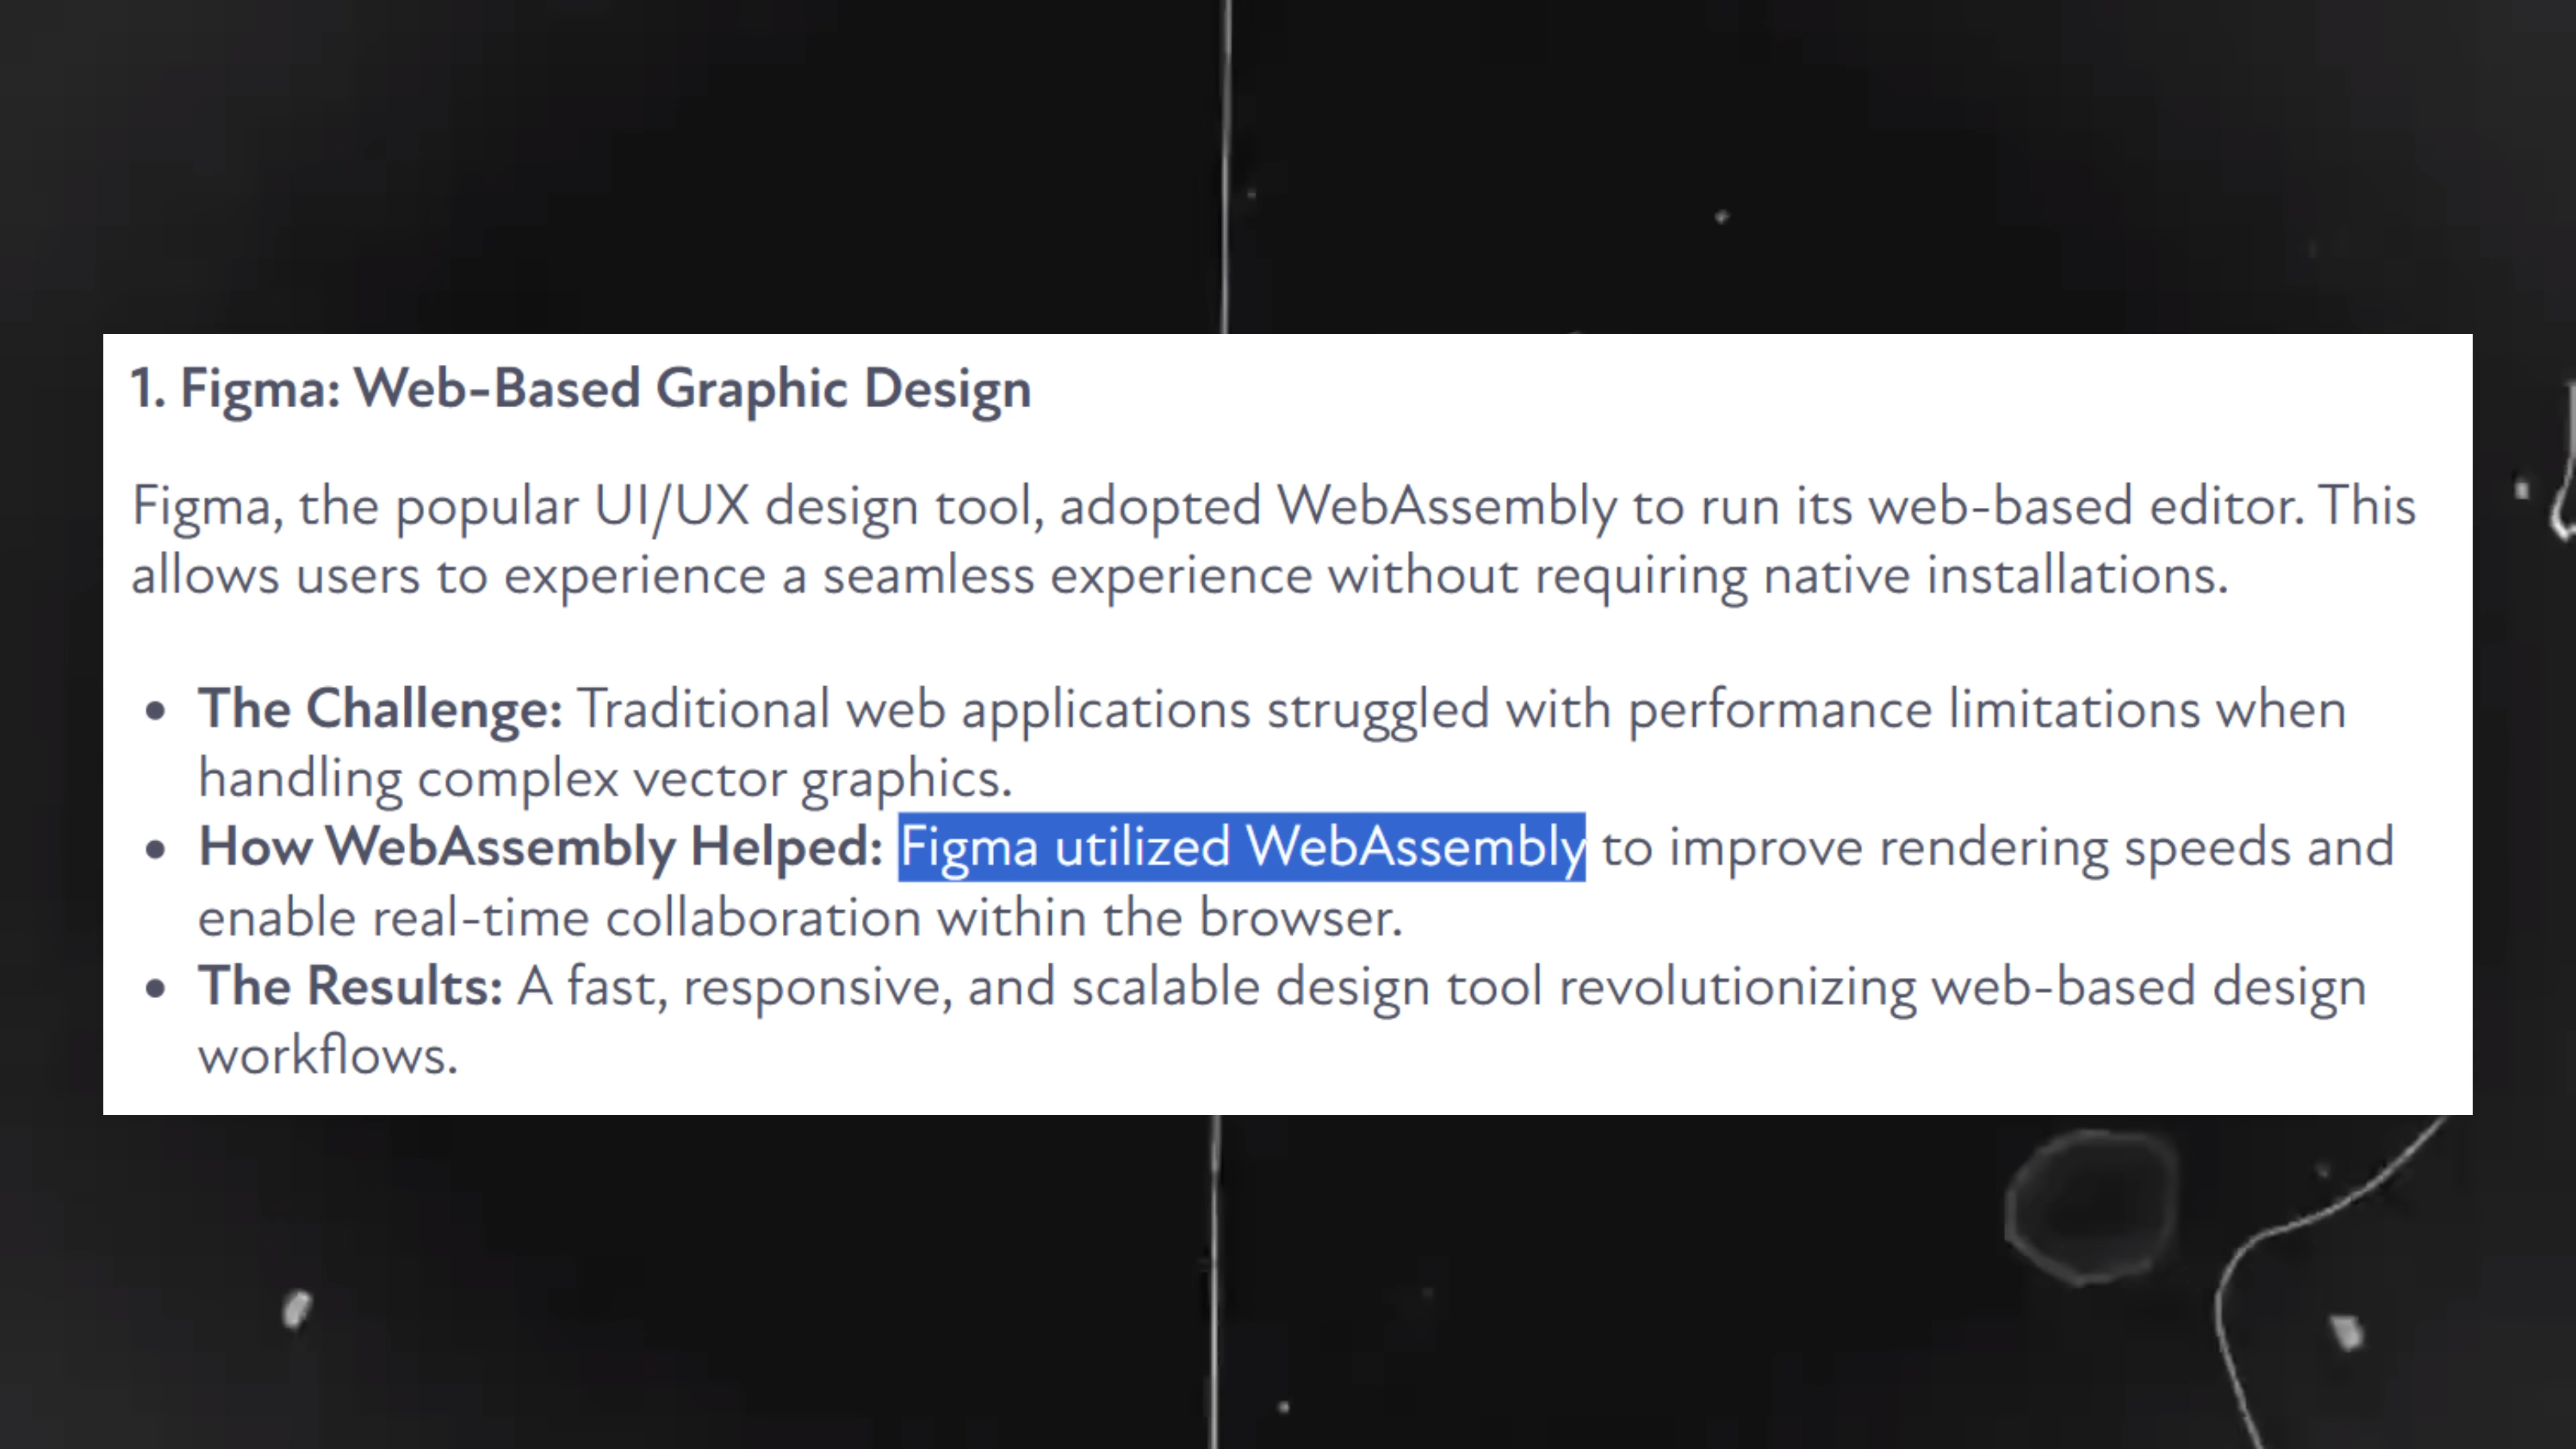 1. Figma: Web-Based Graphic Design
Figma, the popular UI/UX design tool, adopted WebAssembly to run its web-based editor. This
allows users to experience a seamless experience without requiring native installations.
• The Challenge: Traditional web applications struggled with performance limitations when
handling complex vector graphics.
• How WebAssembly Helped: Figma utilized WebAssembly to improve rendering speeds and
enable real-time collaboration within the browser.
• The Results: A fast, responsive, and scalable design tool revolutionizing web-based design
workflows.